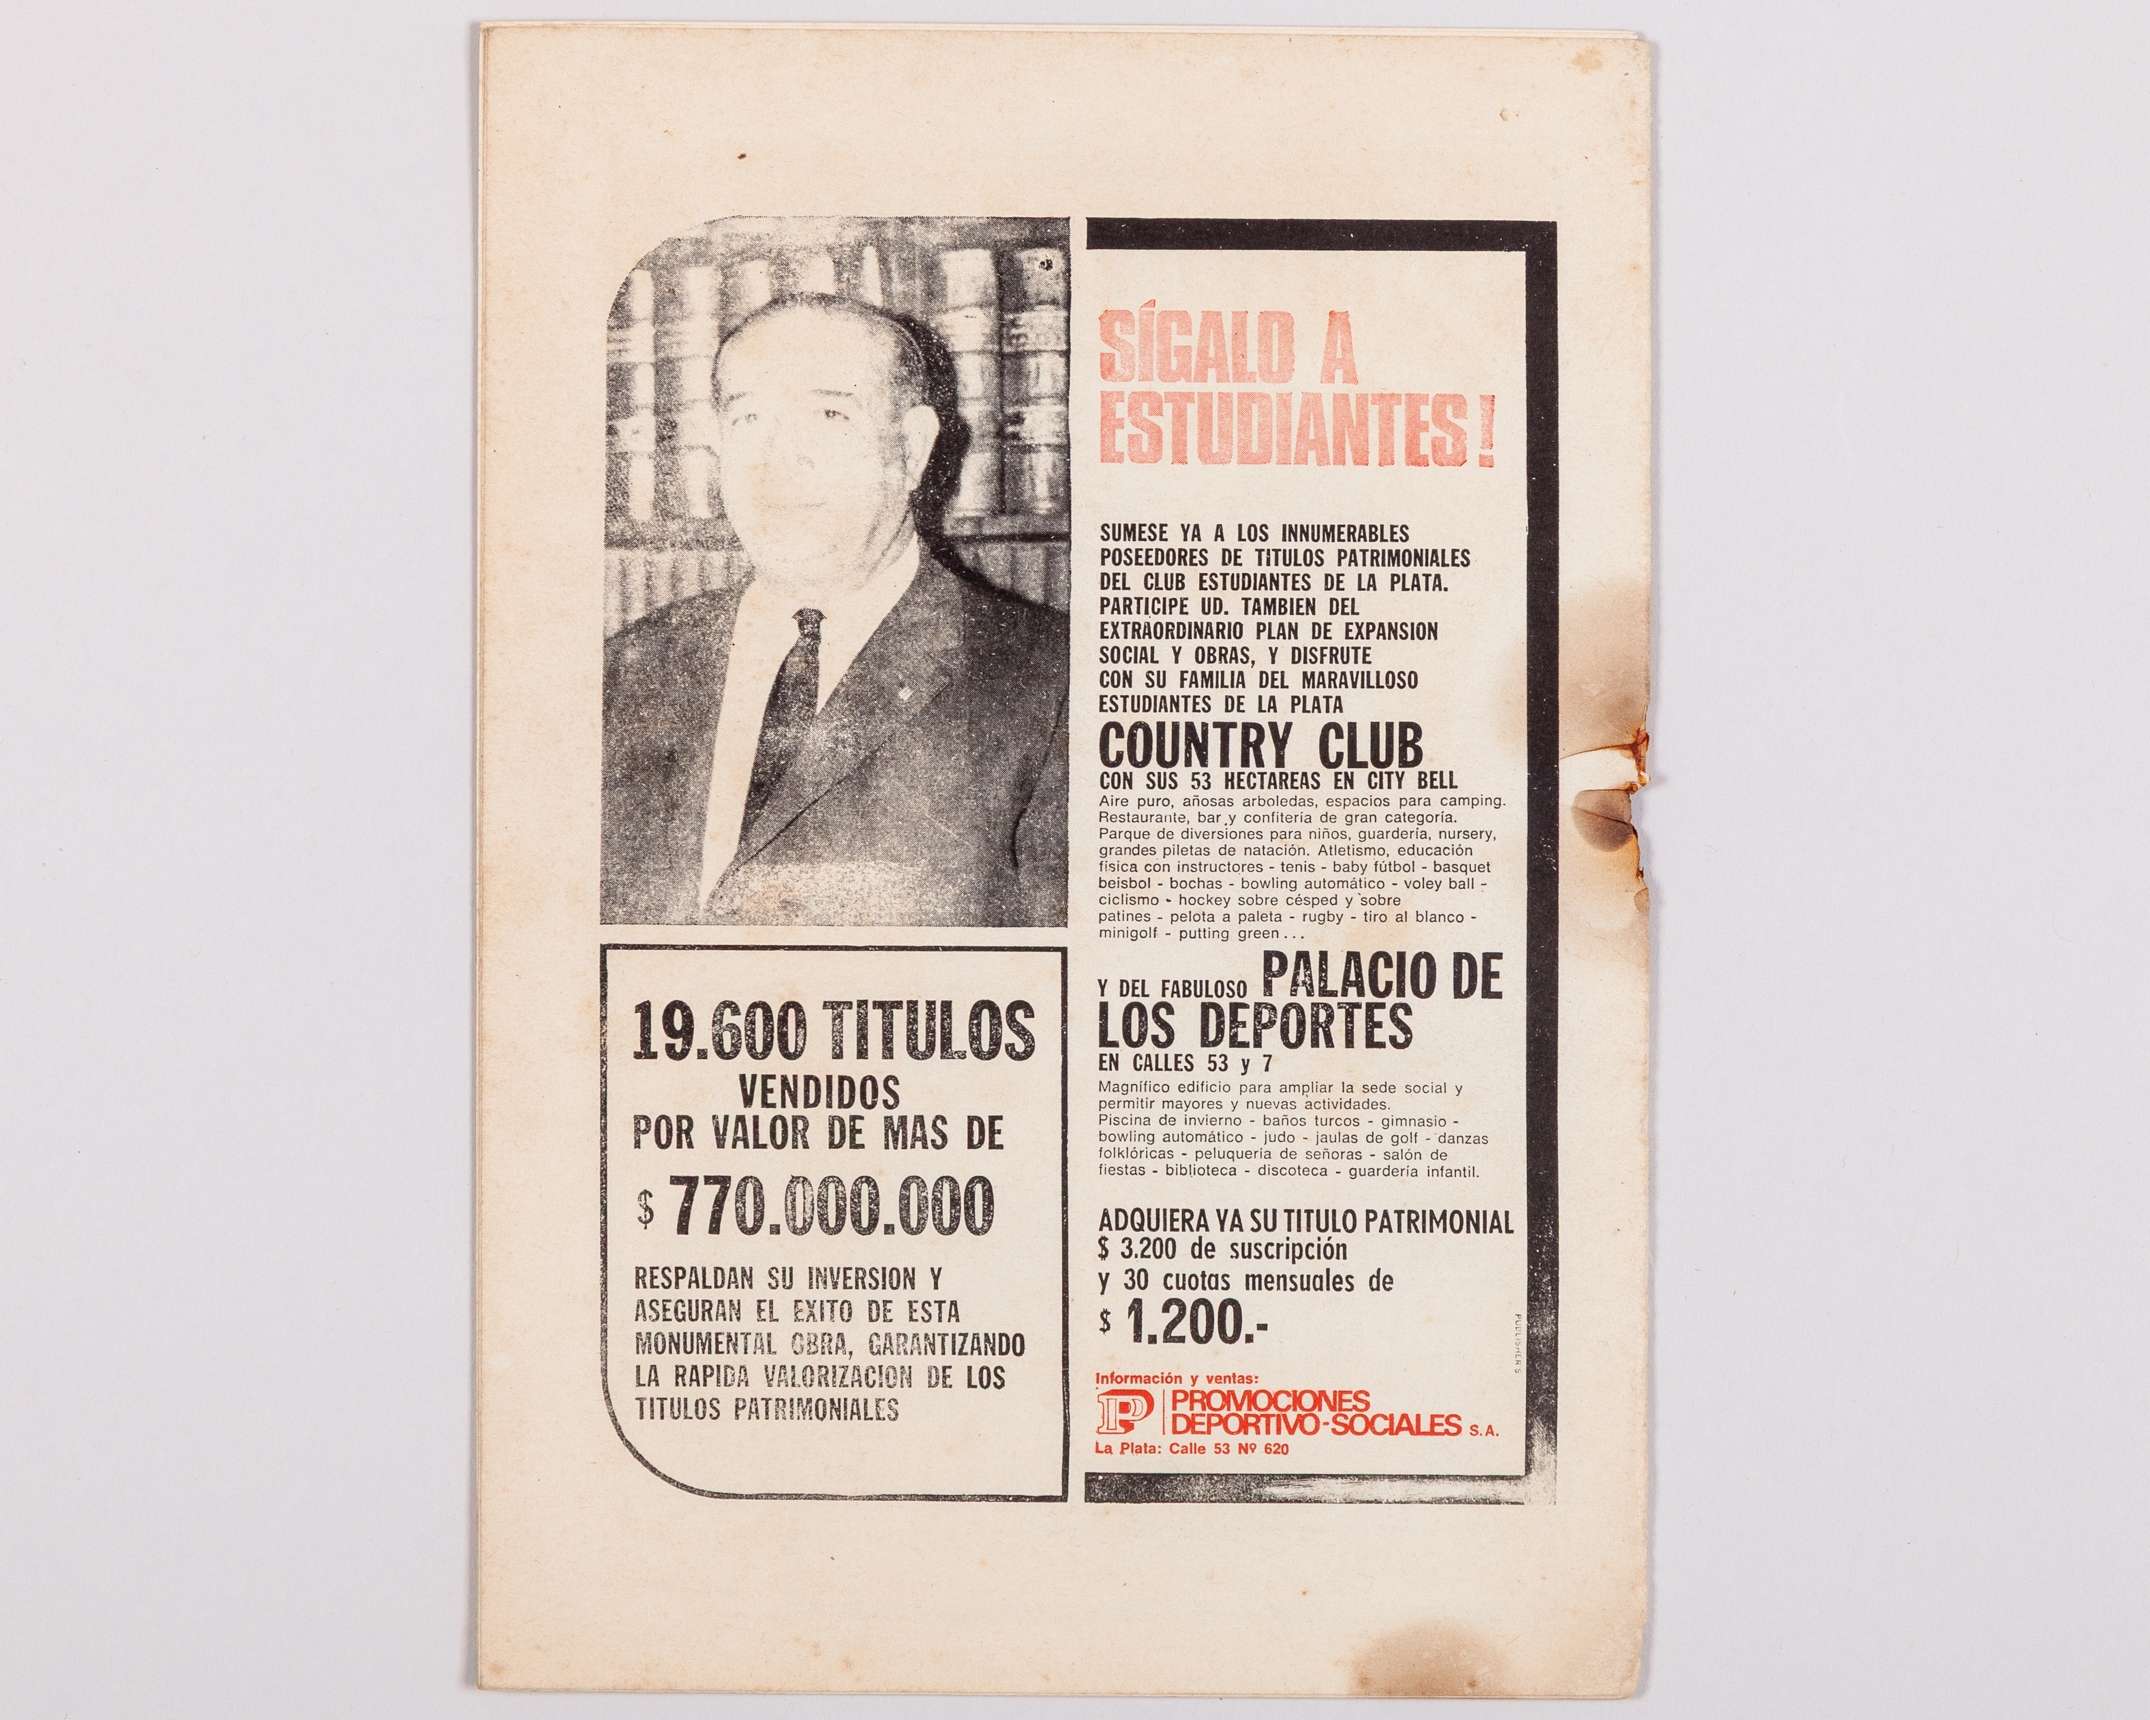 SÍGALO A
ESTUDIANTES!
SUMESE YA A LOS INNUMERABLES
POSEEDORES DE TITULOS PATRIMONIALES
DEL CLUB ESTUDIANTES DE LA PLATA.
PARTICIPE UD. TAMBIEN DEL
EXTRAORDINARIO PLAN DE EXPANSION
SOCIAL Y OBRAS, Y DISFRUTE
CON SU FAMILIA DEL MARAVILLOSO
ESTUDIANTES DE LA PLATA
COUNTRY CLUB
CON SUS 53 HECTAREAS EN CITY BELL
Aire puro, añosas arboledas, espacios para camping.
Restaurante, bar y confitería de gran categoría.
Parque de diversiones para niños, guardería, nursery,
grandes piletas de natación. Atletismo, educación
física con instructores - tenis - baby fútbol - basquet
beisbol - bochas - bowling automático - voley ball -
ciclismo - hockey sobre césped y sobre
patines - pelota a paleta - rugby - tiro al blanco -
minigolf - putting green...
Y DEL FABULOSO PALACIO DE
LOS DEPORTES
EN CALLES 53 y 7
Magnífico edificio para ampliar la sede social y
permitir mayores y nuevas actividades.
Piscina de invierno - baños turcos - gimnasio -
bowling automático - judo - jaulas de golf - danzas
folklóricas - peluquería de señoras - salón de
fiestas - biblioteca - discoteca - guardería infantil.
ADQUIERA YA SU TITULO PATRIMONIAL
$ 3.200 de suscripción
y 30 cuotas mensuales de
$ 1.200.-
Información y ventas:
PROMOCIONES
DEPORTIVO-SOCIALES S.A.
La Plata: Calle 53 Nº 620
PUBLISHER'S
19.600 TITULOS
VENDIDOS
POR VALOR DE MAS DE
$ 770.000.000
RESPALDAN SU INVERSION Y
ASEGURAN EL EXITO DE ESTA
MONUMENTAL OBRA, GARANTIZANDO
LA RAPIDA VALORIZACION DE LOS
TITULOS PATRIMONIALES